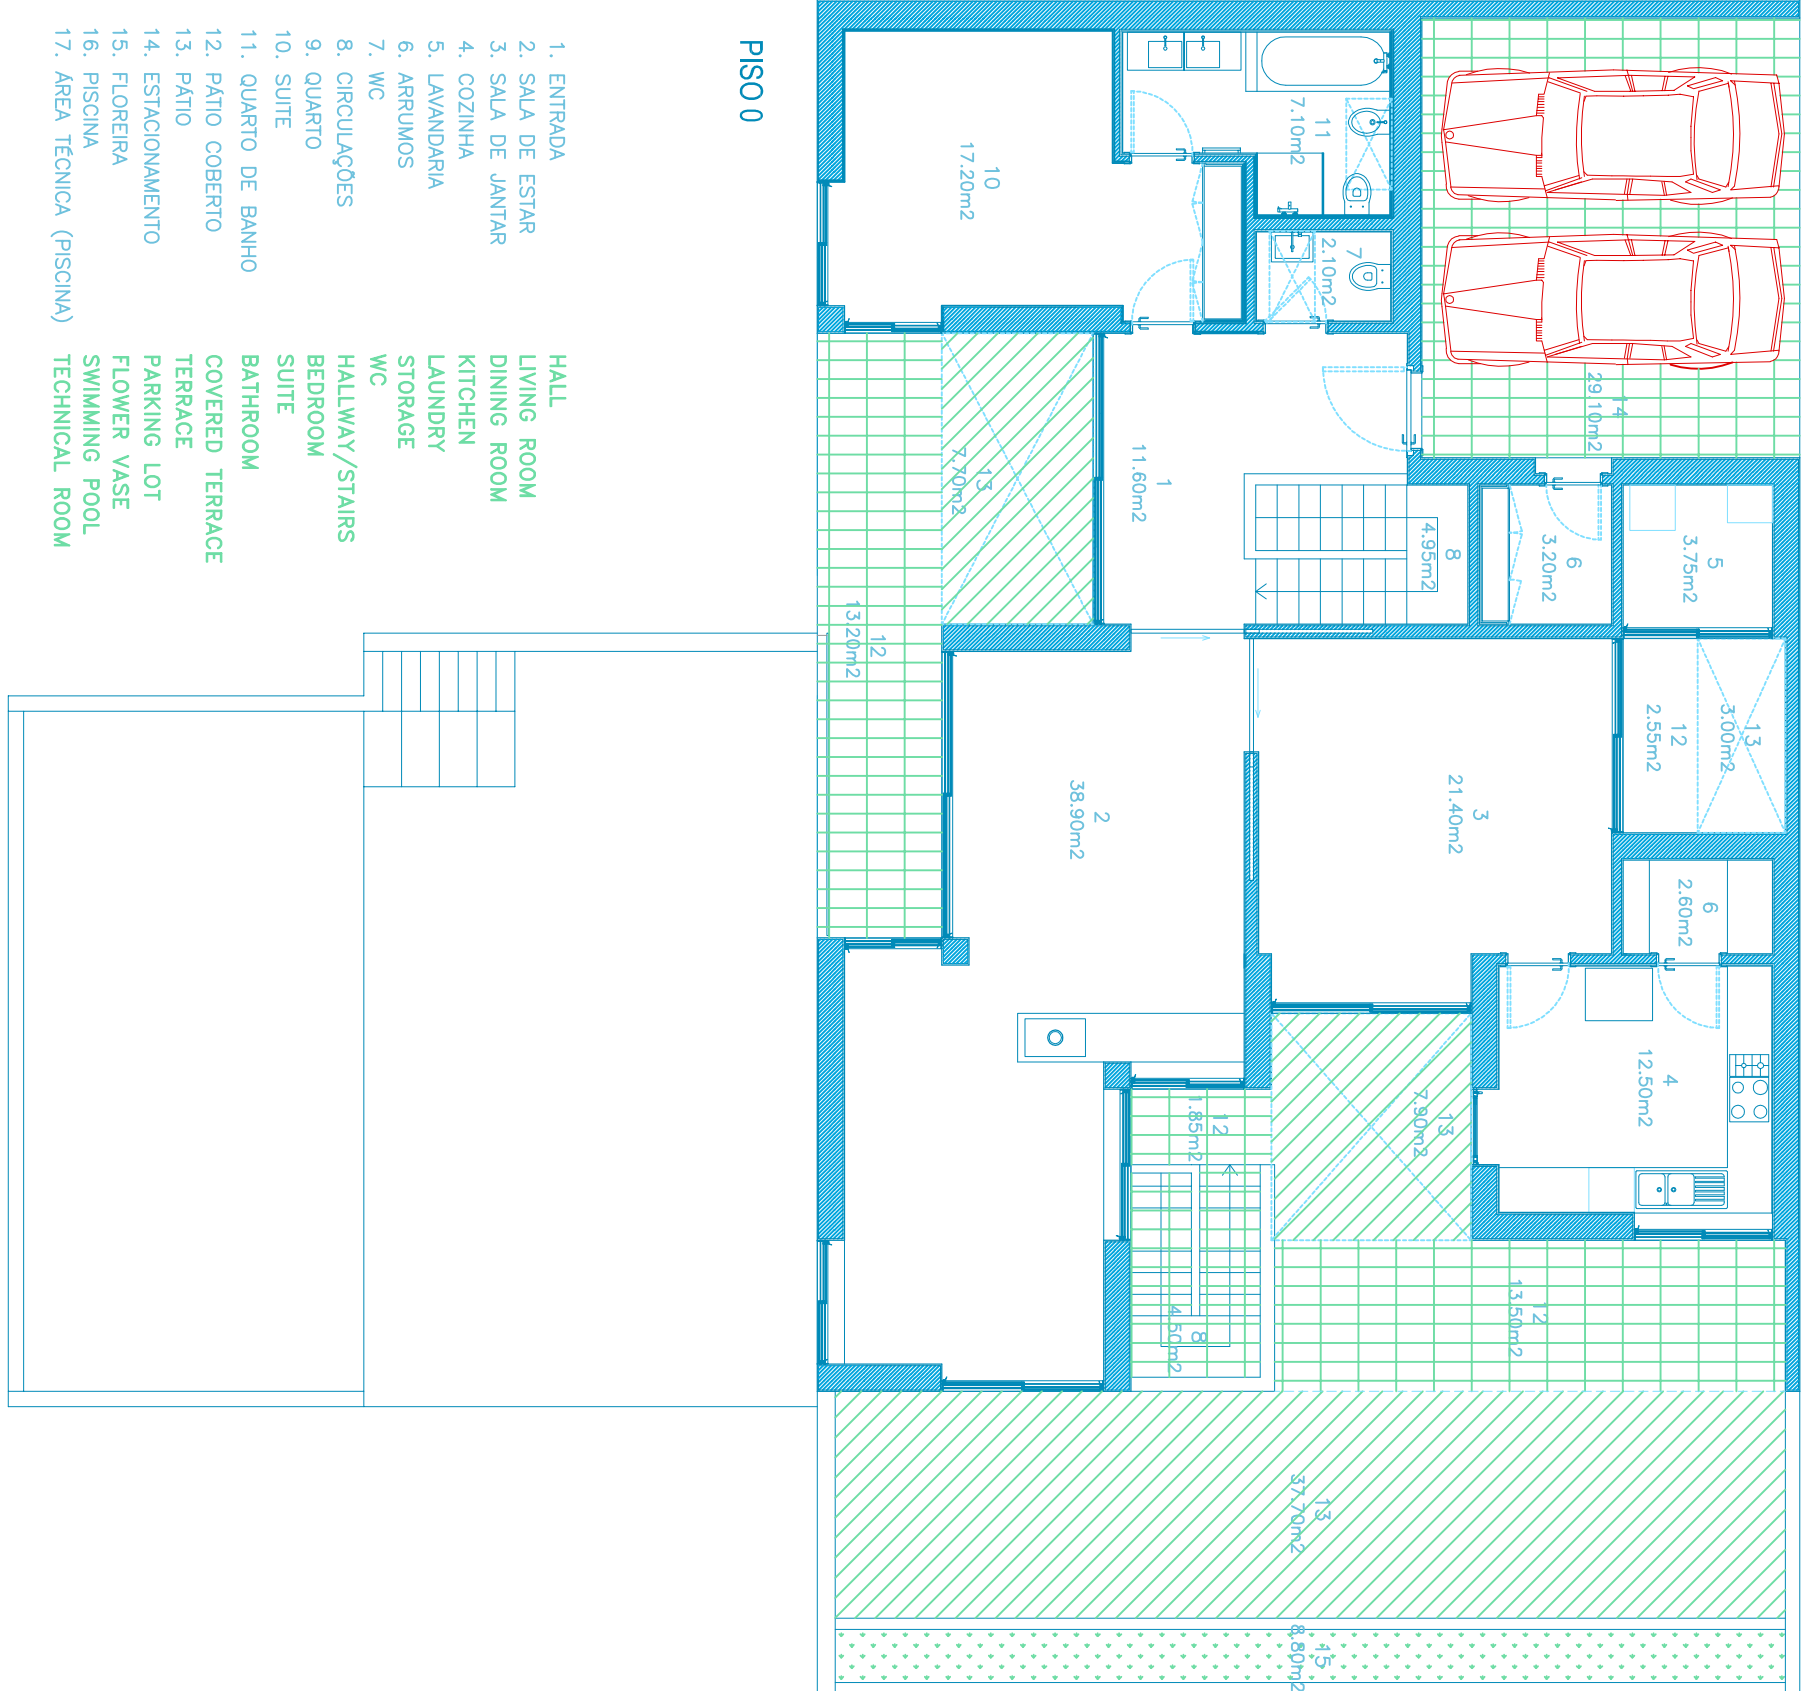 PISO 0
1. ENTRADA HALL
2. SALA DE ESTAR LIVING ROOM
3. SALA DE JANTAR DINING ROOM
4. COZINHA KITCHEN
5. LAVANDARIA LAUNDRY
6. ARRUMOS STORAGE
7. WC WC
8. CIRCULAÇÕES HALLWAY/STAIRS
9. QUARTO BEDROOM
10. SUITE SUITE
11. QUARTO DE BANHO BATHROOM
12. PÁTIO COBERTO COVERED TERRACE
13. PÁTIO TERRACE
14. ESTACIONAMENTO PARKING LOT
15. FLOREIRA FLOWER VASE
16. PISCINA SWIMMING POOL
17. ÁREA TÉCNICA (PISCINA) TECHNICAL ROOM
14
29.10m2
5
3.75m2
6
3.20m2
13
3.00m2
12
2.55m2
6
2.60m2
4
12.50m2
12
13.50m2
11
7.10m2
7
2.10m2
8
4.95m2
3
21.40m2
13
7.90m2
1
11.60m2
12
1.85m2
8
4.50m2
13
37.70m2
15
8.80m2
10
17.20m2
13
7.70m2
2
38.90m2
12
13.20m2